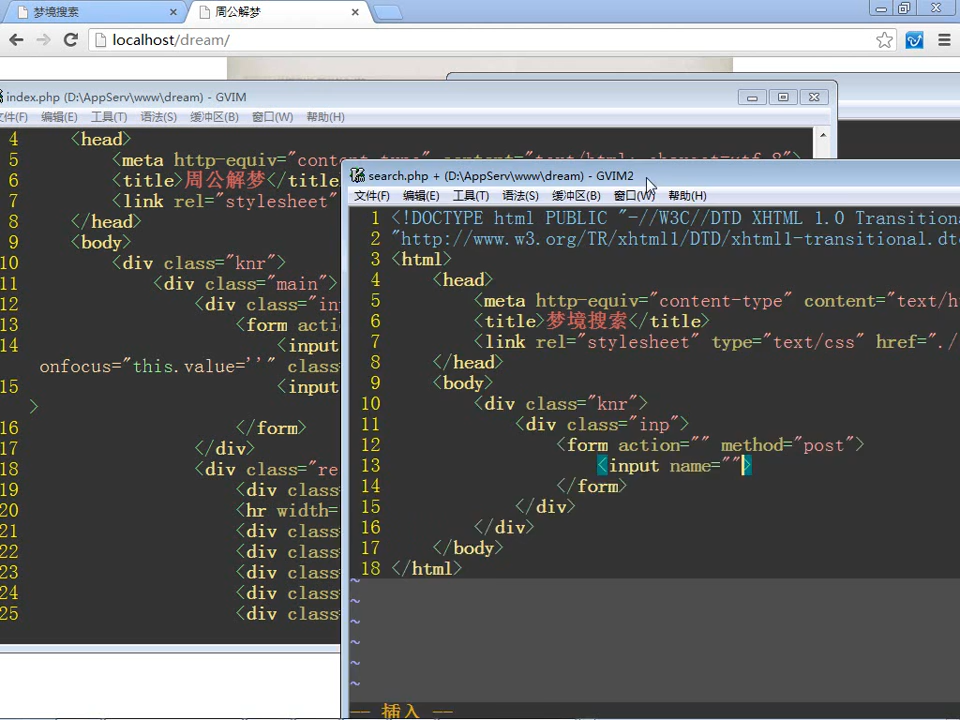 梦境搜索
周公解梦
localhost/dream/
index.php (D:\AppServ\www\dream) - GVIM
文件(F) 编辑(E) 工具(T) 语法(S) 缓冲区(B) 窗口(W) 帮助(H)
4 <head>
5 <meta http-equiv="content-type" content="text/html; charset=utf-8">
6 <title>周公解梦</title>
7 <link rel="stylesheet"
8 </head>
9 <body>
10 <div class="knr">
11 <div class="main">
12 <div class="in
13 <form acti
14 <input
onfocus="this.value=''" clas
15 <input
>
16 </form>
17 </div>
18 <div class="re
19 <div class
20 <hr width=
21 <div class
22 <div class
23 <div class
24 <div class
25 <div class
search.php + (D:\AppServ\www\dream) - GVIM2
文件(F) 编辑(E) 工具(T) 语法(S) 缓冲区(B) 窗口(W) 帮助(H)
1 <!DOCTYPE html PUBLIC "-//W3C//DTD XHTML 1.0 Transitiona
2 "http://www.w3.org/TR/xhtml1/DTD/xhtml1-transitional.dt
3 <html>
4 <head>
5 <meta http-equiv="content-type" content="text/h
6 <title>梦境搜索</title>
7 <link rel="stylesheet" type="text/css" href="./
8 </head>
9 <body>
10 <div class="knr">
11 <div class="inp">
12 <form action="" method="post">
13 <input name="">
14 </form>
15 </div>
16 </div>
17 </body>
18 </html>
~
~
~
~
~
~
-- 插入 --